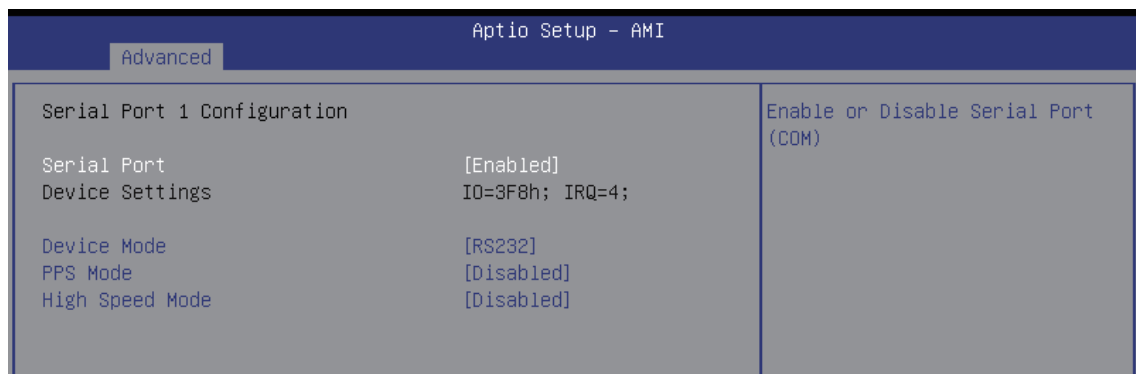 Aptio Setup – AMI
Advanced
Serial Port 1 Configuration
Serial Port [Enabled]
Device Settings IO=3F8h; IRQ=4;
Device Mode [RS232]
PPS Mode [Disabled]
High Speed Mode [Disabled]
Enable or Disable Serial Port
(COM)